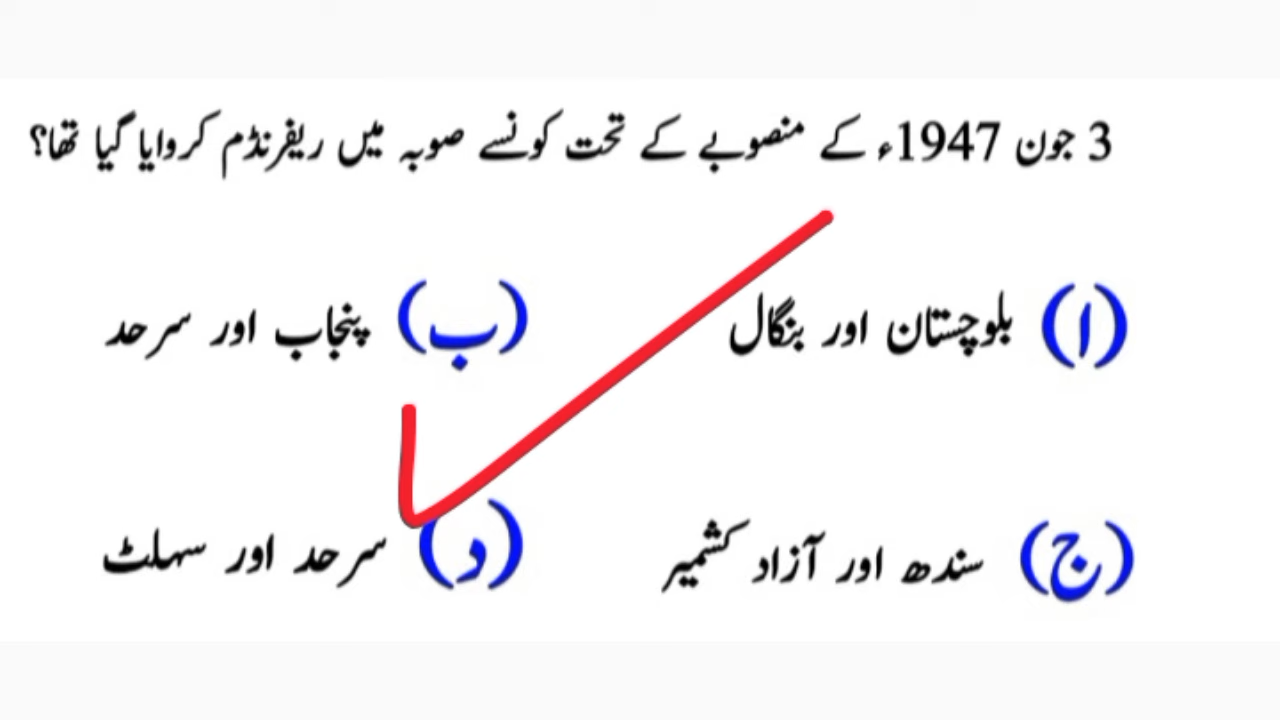 3 جون 1947ء کے منصوبے کے تحت کونسے صوبہ میں ریفرنڈم کروایا گیا تھا؟
(ا) بلوچستان اور بنگال (ب) پنجاب اور سرحد
(ج) سندھ اور آزاد کشمیر (د) سرحد اور سہلٹ